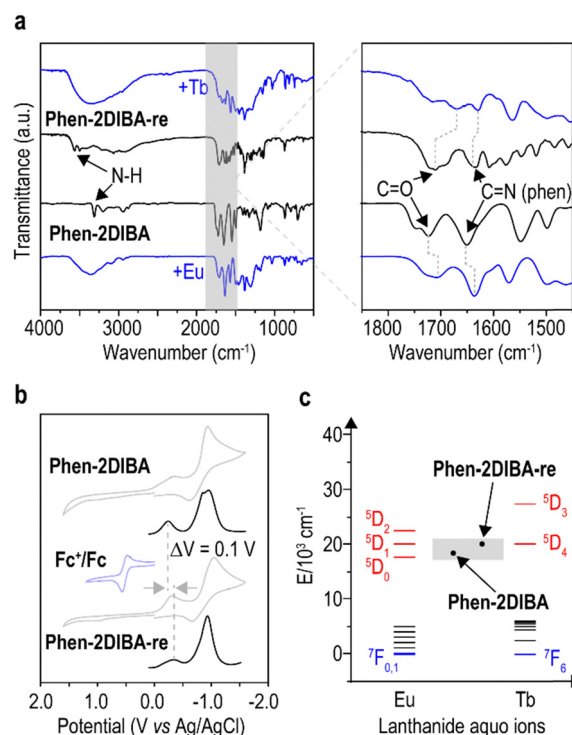 a
+Tb
Phen-2DIBA-re
N-H
Phen-2DIBA
+Eu
Transmittance (a.u.)
4000 3000 2000 1000
Wavenumber (cm⁻¹)
C=O
C=N (phen)
1800 1700 1600 1500
Wavenumber (cm⁻¹)
b
Phen-2DIBA
Fc⁺/Fc
ΔV = 0.1 V
Phen-2DIBA-re
2.0 1.0 0.0 -1.0 -2.0
Potential (V vs Ag/AgCl)
c
E/10³ cm⁻¹
40
30
20
10
0
Phen-2DIBA-re
⁵D₂
⁵D₁
⁵D₀
⁵D₃
⁵D₄
Phen-2DIBA
⁷F₀,₁
⁷F₆
Eu Tb
Lanthanide aquo ions